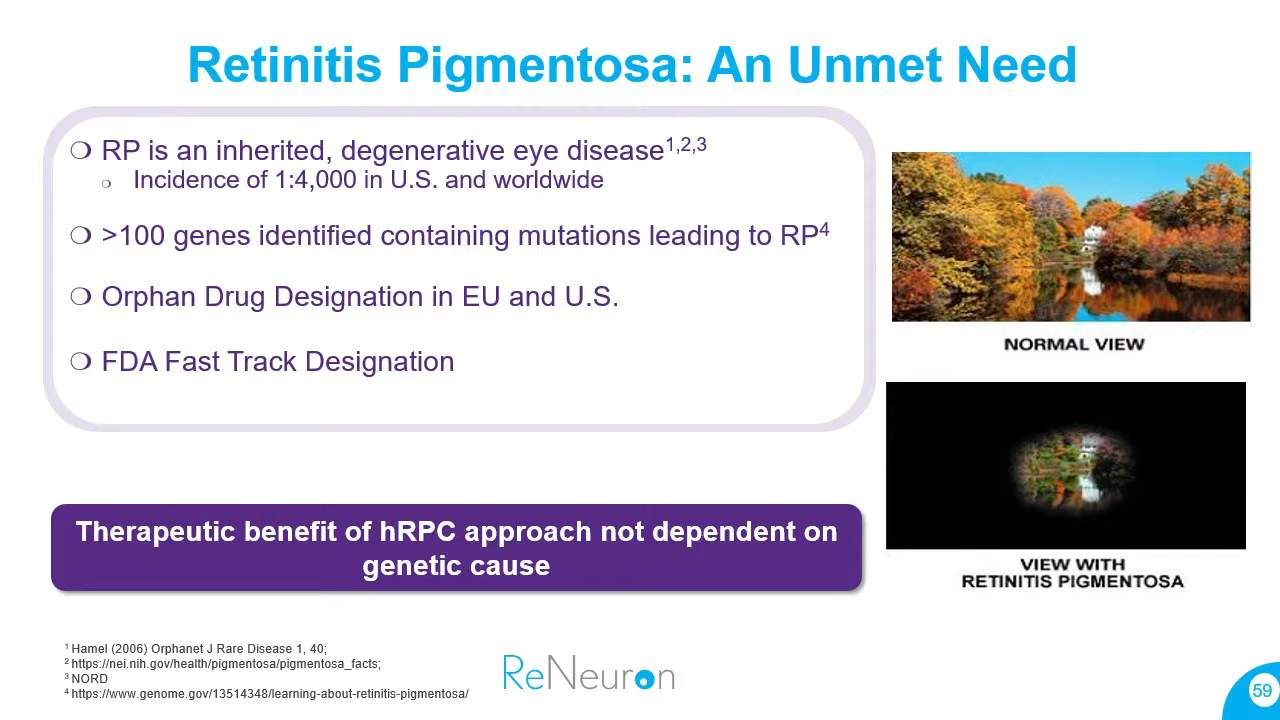 Retinitis Pigmentosa: An Unmet Need
❍ RP is an inherited, degenerative eye disease1,2,3
❍ Incidence of 1:4,000 in U.S. and worldwide
❍ >100 genes identified containing mutations leading to RP4
❍ Orphan Drug Designation in EU and U.S.
❍ FDA Fast Track Designation
NORMAL VIEW
VIEW WITH
RETINITIS PIGMENTOSA
Therapeutic benefit of hRPC approach not dependent on
genetic cause
1 Hamel (2006) Orphanet J Rare Disease 1, 40;
2 https://nei.nih.gov/health/pigmentosa/pigmentosa_facts;
3 NORD
4 https://www.genome.gov/13514348/learning-about-retinitis-pigmentosa/
ReNeuron
59